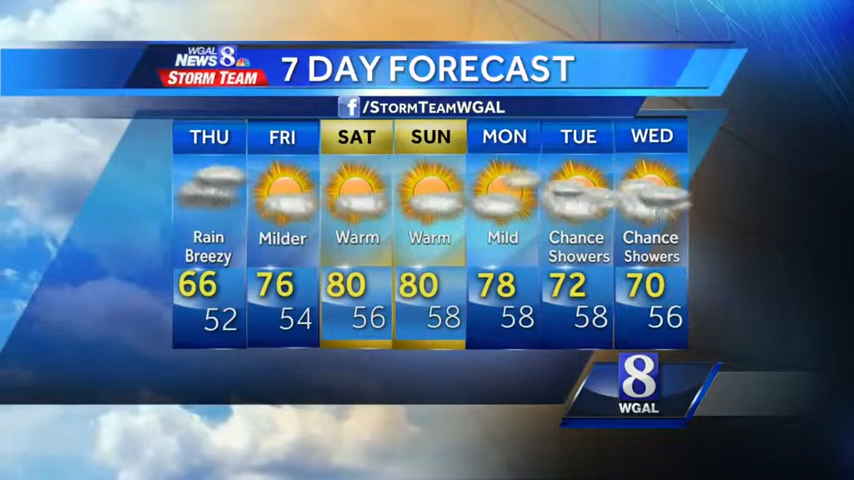 WGAL
NEWS 8
STORM TEAM
7 DAY FORECAST
f/STORMTEAMWGAL
THU FRI SAT SUN MON TUE WED
Rain Milder Warm Warm Mild Chance Chance
Breezy Showers Showers
66 76 80 80 78 72 70
52 54 56 58 58 58 56
8
WGAL